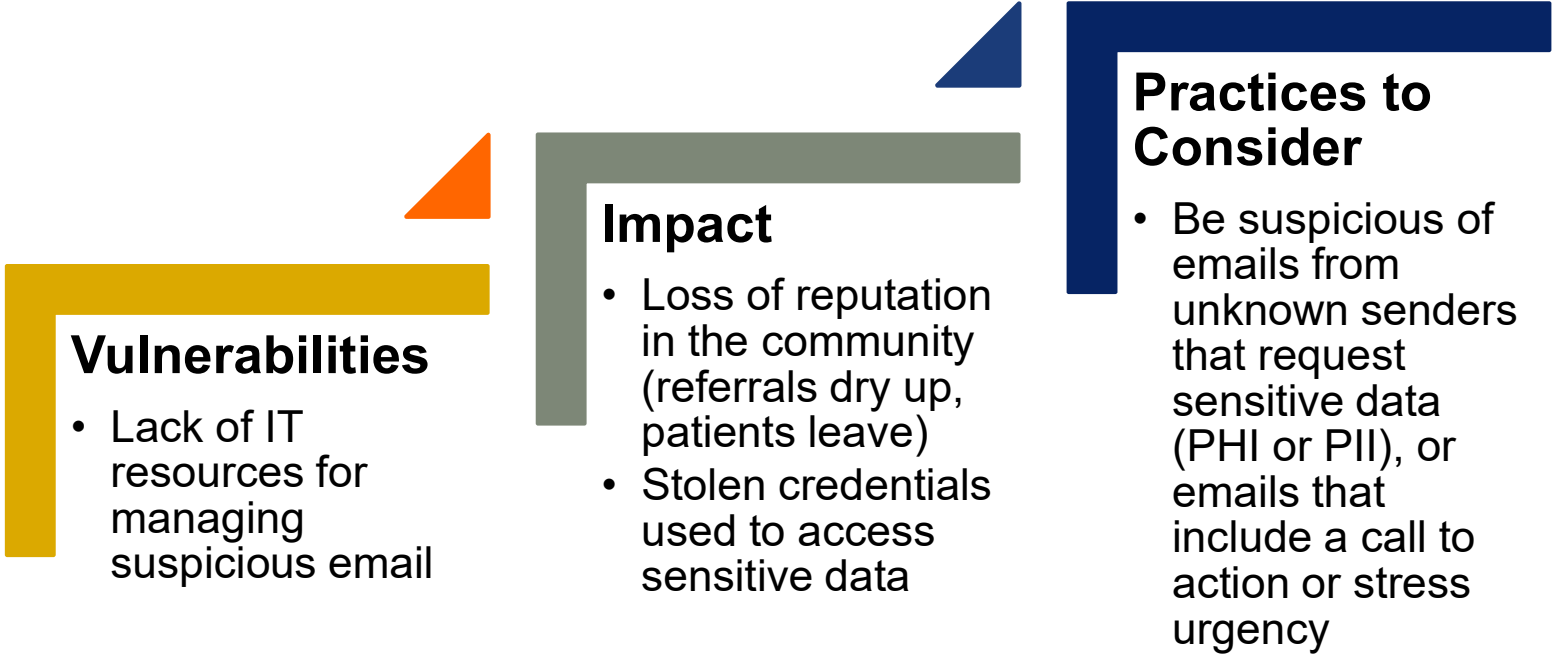 Vulnerabilities
• Lack of IT
resources for
managing
suspicious email
Impact
• Loss of reputation
in the community
(referrals dry up,
patients leave)
• Stolen credentials
used to access
sensitive data
Practices to
Consider
• Be suspicious of
emails from
unknown senders
that request
sensitive data
(PHI or PII), or
emails that
include a call to
action or stress
urgency